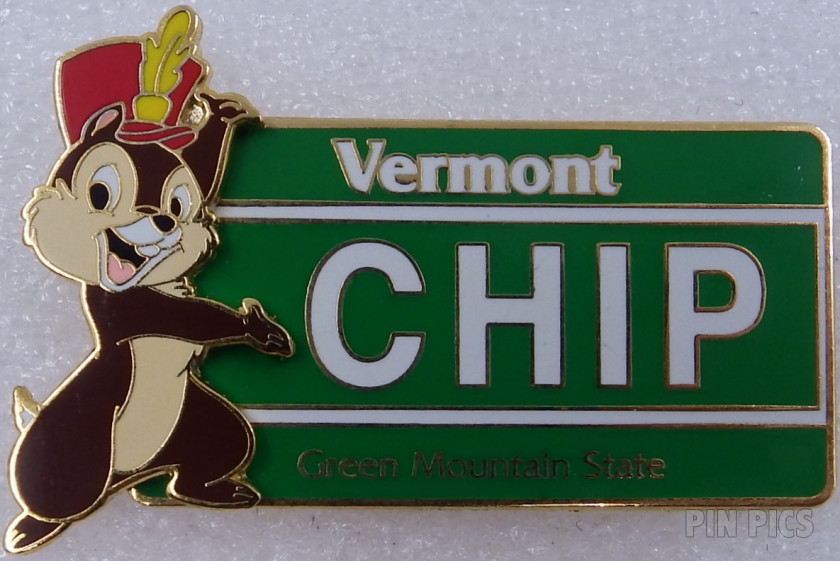 Vermont
CHIP
Green Mountain State
PIN PICS